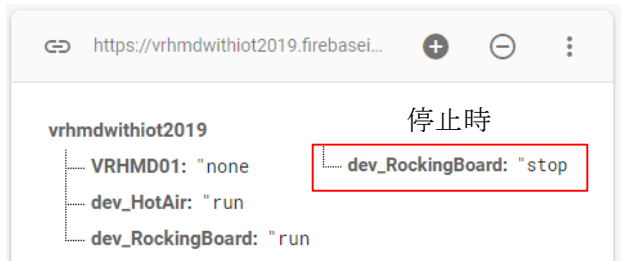 https://vrhmdwithiot2019.firebasei...
停止時
vrhmdwithiot2019
VRHMD01: "none
dev_RockingBoard: "stop
dev_HotAir: "run
dev_RockingBoard: "run